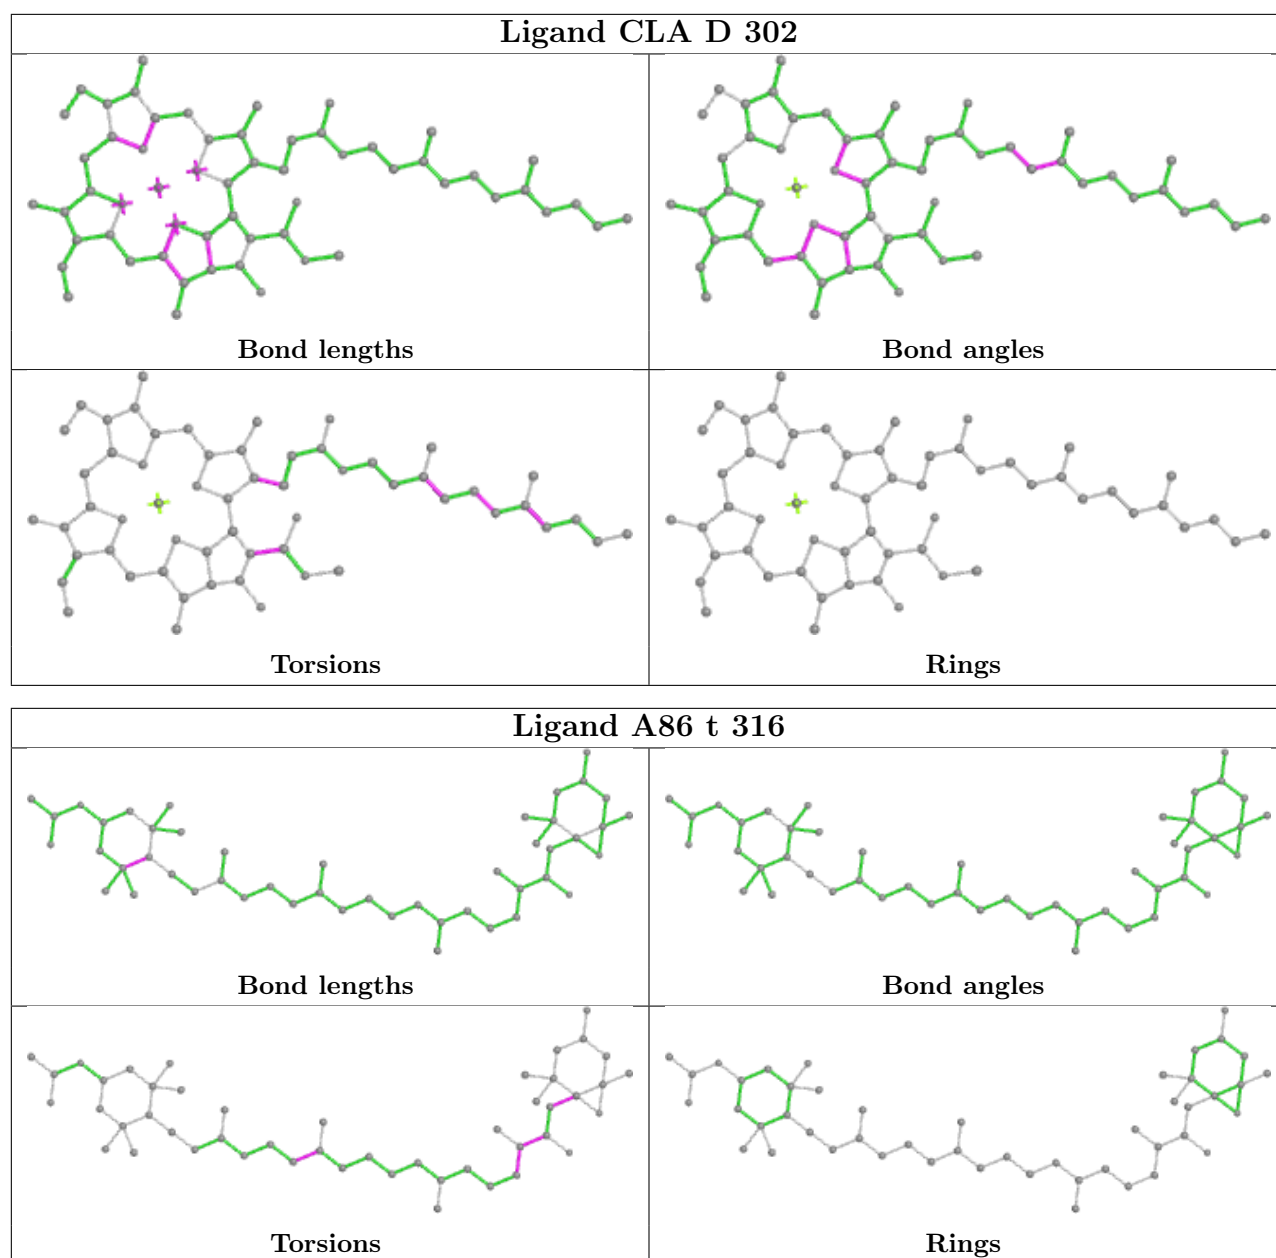 Ligand CLA D 302
Bond lengths
Bond angles
Torsions
Rings
Ligand A86 t 316
Bond lengths
Bond angles
Torsions
Rings